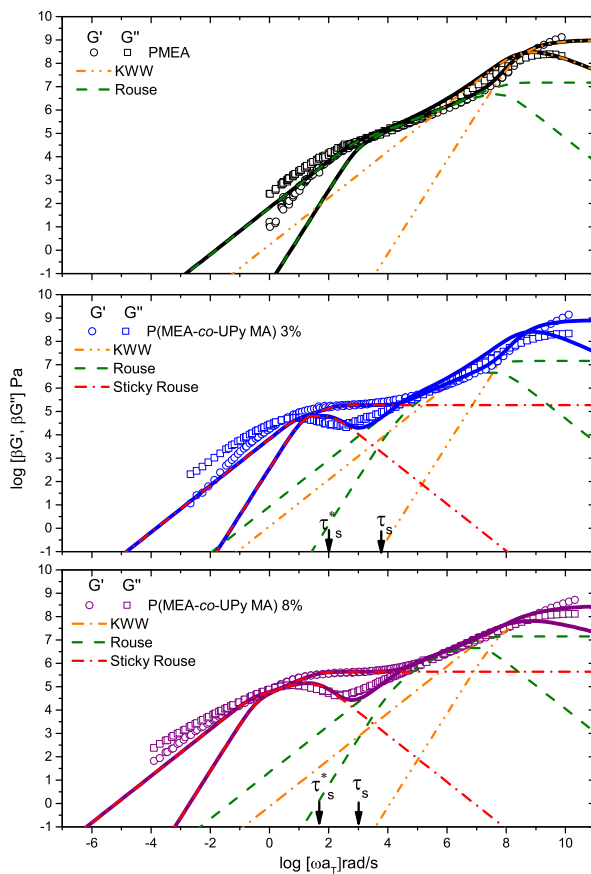 10
9
8
7
6
5
4
3
2
1
0
-1
G' G"
PMEA
KWW
Rouse
log [βG', βG"] Pa
10
9
8
7
6
5
4
3
2
1
0
-1
G' G"
P(MEA-co-UPy MA) 3%
KWW
Rouse
Sticky Rouse
τ*s τs
10
9
8
7
6
5
4
3
2
1
0
-1
G' G"
P(MEA-co-UPy MA) 8%
KWW
Rouse
Sticky Rouse
τ*s τs
-6 -4 -2 0 2 4 6 8 10
log [ωaT]rad/s